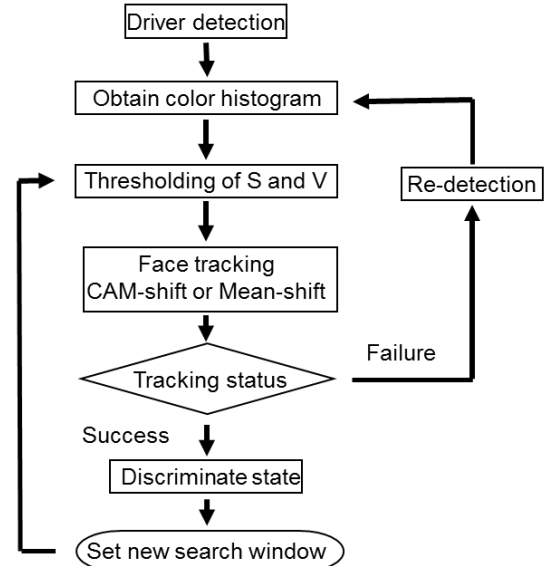 Driver detection
Obtain color histogram
Thresholding of S and V
Re-detection
Face tracking
CAM-shift or Mean-shift
Failure
Tracking status
Success
Discriminate state
Set new search window